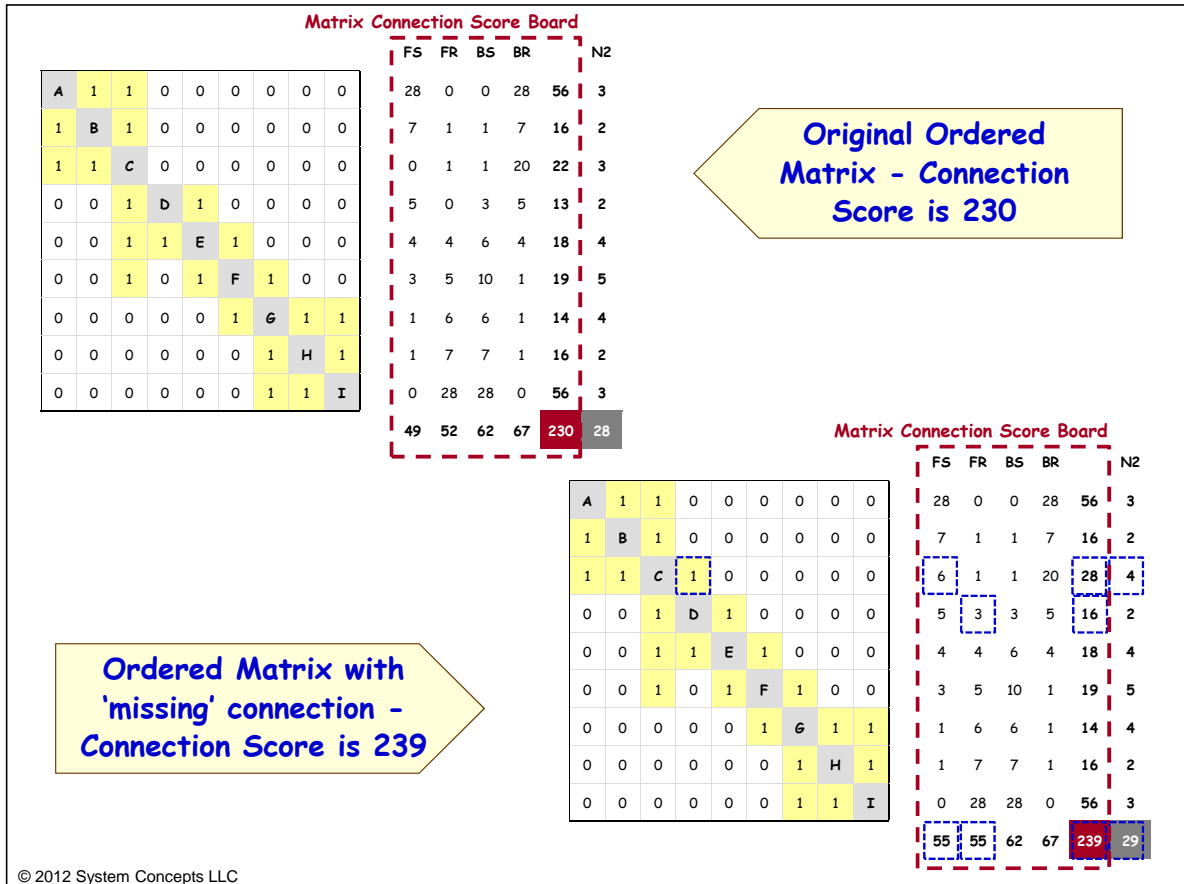 Matrix Connection Score Board
FS FR BS BR N2
A 1 1 0 0 0 0 0 0 28 0 0 28 56 3
1 B 1 0 0 0 0 0 0 7 1 1 7 16 2
1 1 C 0 0 0 0 0 0 0 1 1 20 22 3
0 0 1 D 1 0 0 0 0 5 0 3 5 13 2
0 0 1 1 E 1 0 0 0 4 4 6 4 18 4
0 0 1 0 1 F 1 0 0 3 5 10 1 19 5
0 0 0 0 0 1 G 1 1 1 6 6 1 14 4
0 0 0 0 0 0 1 H 1 1 7 7 1 16 2
0 0 0 0 0 0 1 1 I 0 28 28 0 56 3
49 52 62 67 230 28
Original Ordered
Matrix - Connection
Score is 230
Matrix Connection Score Board
FS FR BS BR N2
A 1 1 0 0 0 0 0 0 28 0 0 28 56 3
1 B 1 0 0 0 0 0 0 7 1 1 7 16 2
1 1 C 1 0 0 0 0 0 6 1 1 20 28 4
0 0 1 D 1 0 0 0 0 5 3 3 5 16 2
0 0 1 1 E 1 0 0 0 4 4 6 4 18 4
0 0 1 0 1 F 1 0 0 3 5 10 1 19 5
0 0 0 0 0 1 G 1 1 1 6 6 1 14 4
0 0 0 0 0 0 1 H 1 1 7 7 1 16 2
0 0 0 0 0 0 1 1 I 0 28 28 0 56 3
55 55 62 67 239 29
Ordered Matrix with
‘missing’ connection -
Connection Score is 239
© 2012 System Concepts LLC